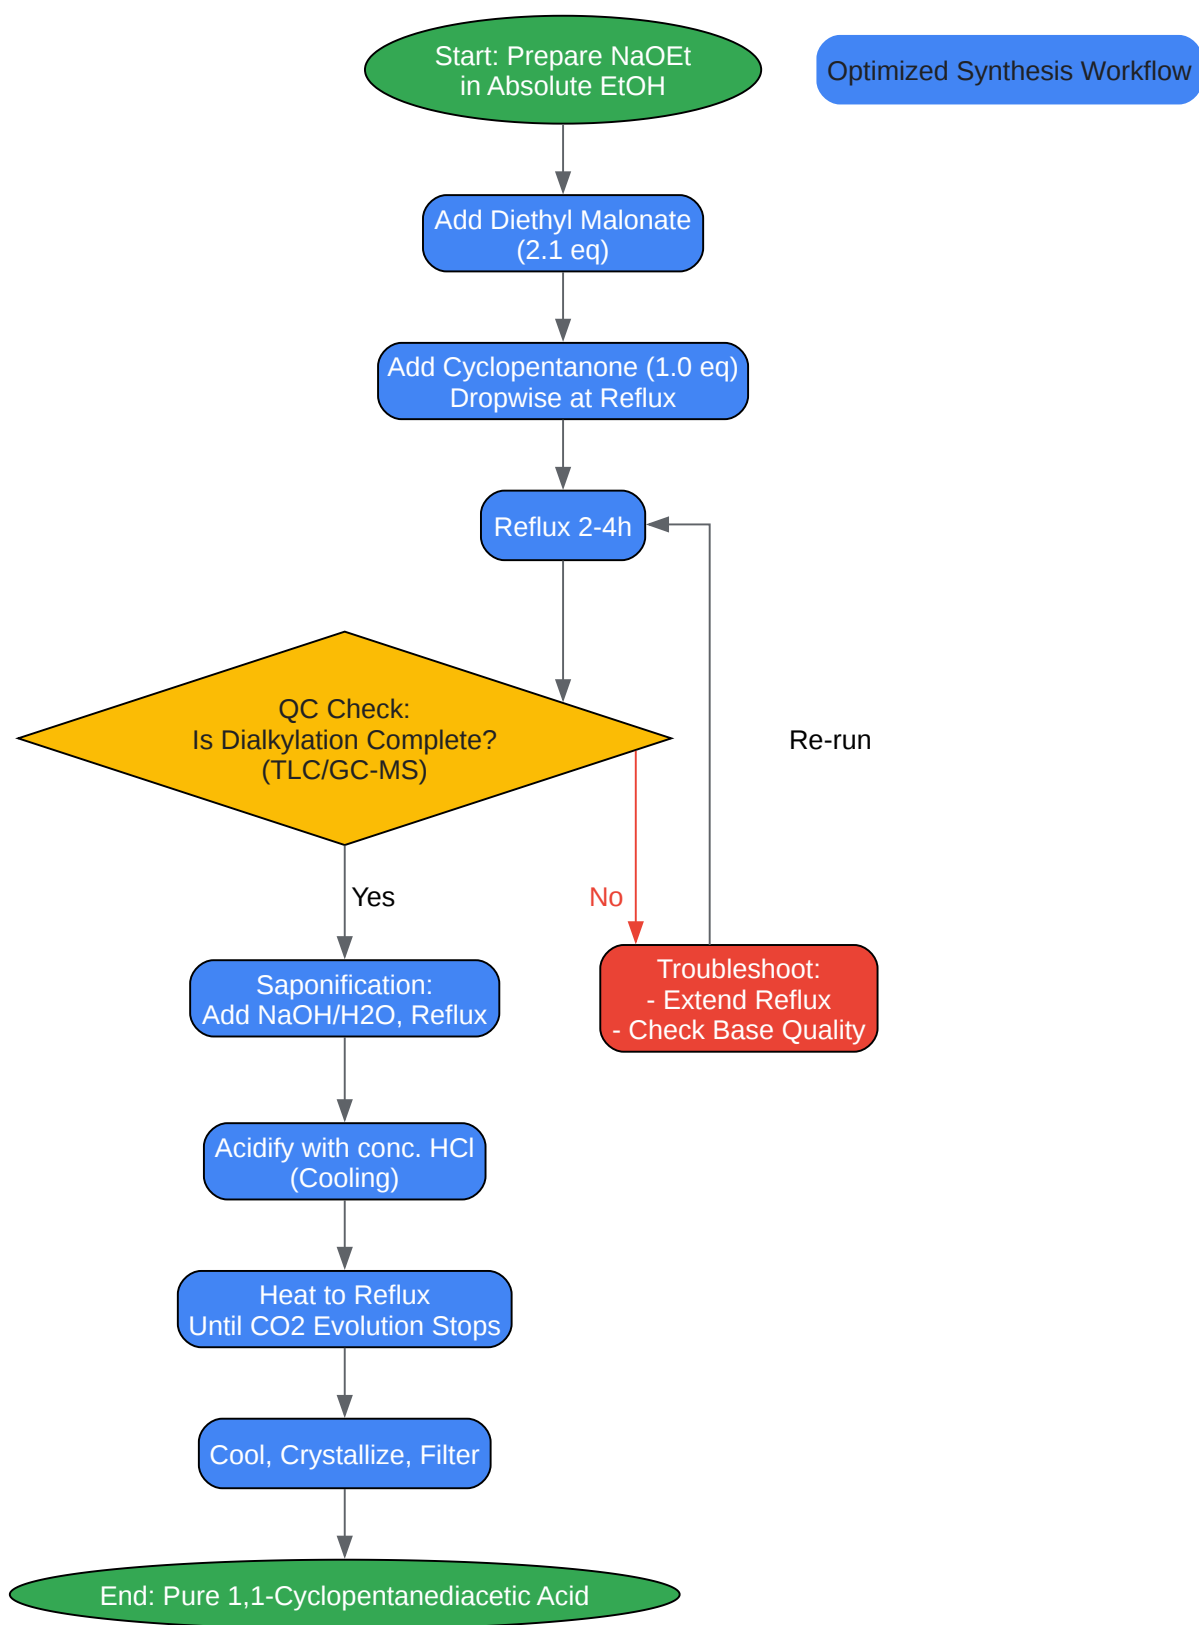 Start: Prepare NaOEt
in Absolute EtOH
Optimized Synthesis Workflow
Add Diethyl Malonate
(2.1 eq)
Add Cyclopentanone (1.0 eq)
Dropwise at Reflux
Reflux 2-4h
QC Check:
Is Dialkylation Complete?
(TLC/GC-MS)
Re-run
Yes
No
Saponification:
Add NaOH/H2O, Reflux
Troubleshoot:
- Extend Reflux
- Check Base Quality
Acidify with conc. HCl
(Cooling)
Heat to Reflux
Until CO2 Evolution Stops
Cool, Crystallize, Filter
End: Pure 1,1-Cyclopentanediacetic Acid